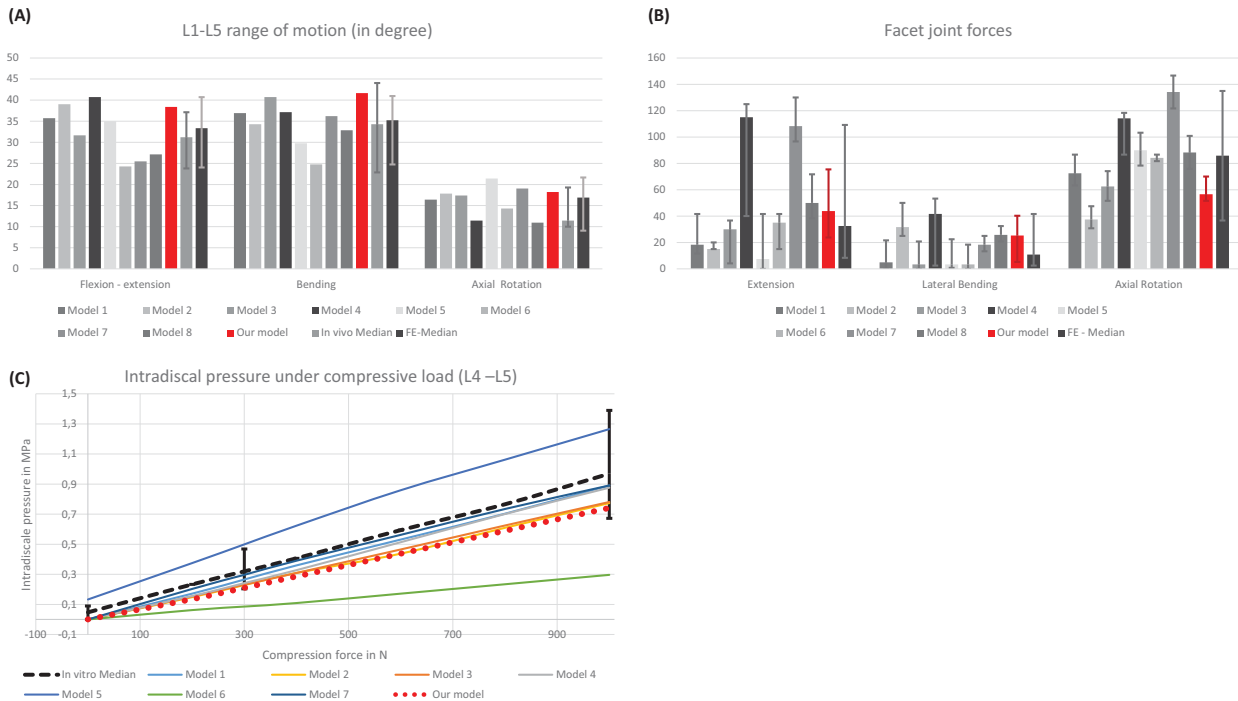 (A)
L1-L5 range of motion (in degree)
50
45
40
35
30
25
20
15
10
5
0
Flexion - extension
Bending
Axial Rotation
Model 1
Model 2
Model 3
Model 4
Model 5
Model 6
Model 7
Model 8
Our model
In vivo Median
FE-Median
(B)
Facet joint forces
160
140
120
100
80
60
40
20
0
Extension
Lateral Bending
Axial Rotation
Model 1
Model 2
Model 3
Model 4
Model 5
Model 6
Model 7
Model 8
Our model
FE - Median
(C)
Intradiscal pressure under compressive load (L4 –L5)
Intradiscale pressure in MPa
1,5
1,3
1,1
0,9
0,7
0,5
0,3
0,1
-0,1
-100
100
300
500
700
900
Compression force in N
In vitro Median
Model 1
Model 2
Model 3
Model 4
Model 5
Model 6
Model 7
Our model